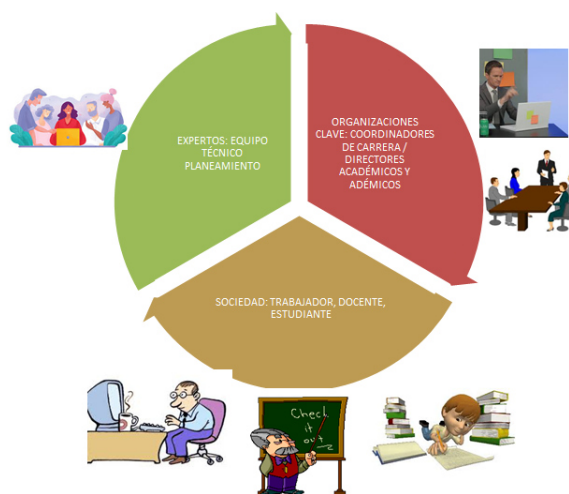 EXPERTOS: EQUIPO
TÉCNICO
PLANEAMIENTO
ORGANIZACIONES
CLAVE: COORDINADORES
DE CARRERA /
DIRECTORES
ACADÉMICOS Y
ADÉMICOS
SOCIEDAD: TRABAJADOR, DOCENTE,
ESTUDIANTE
Check
it
out